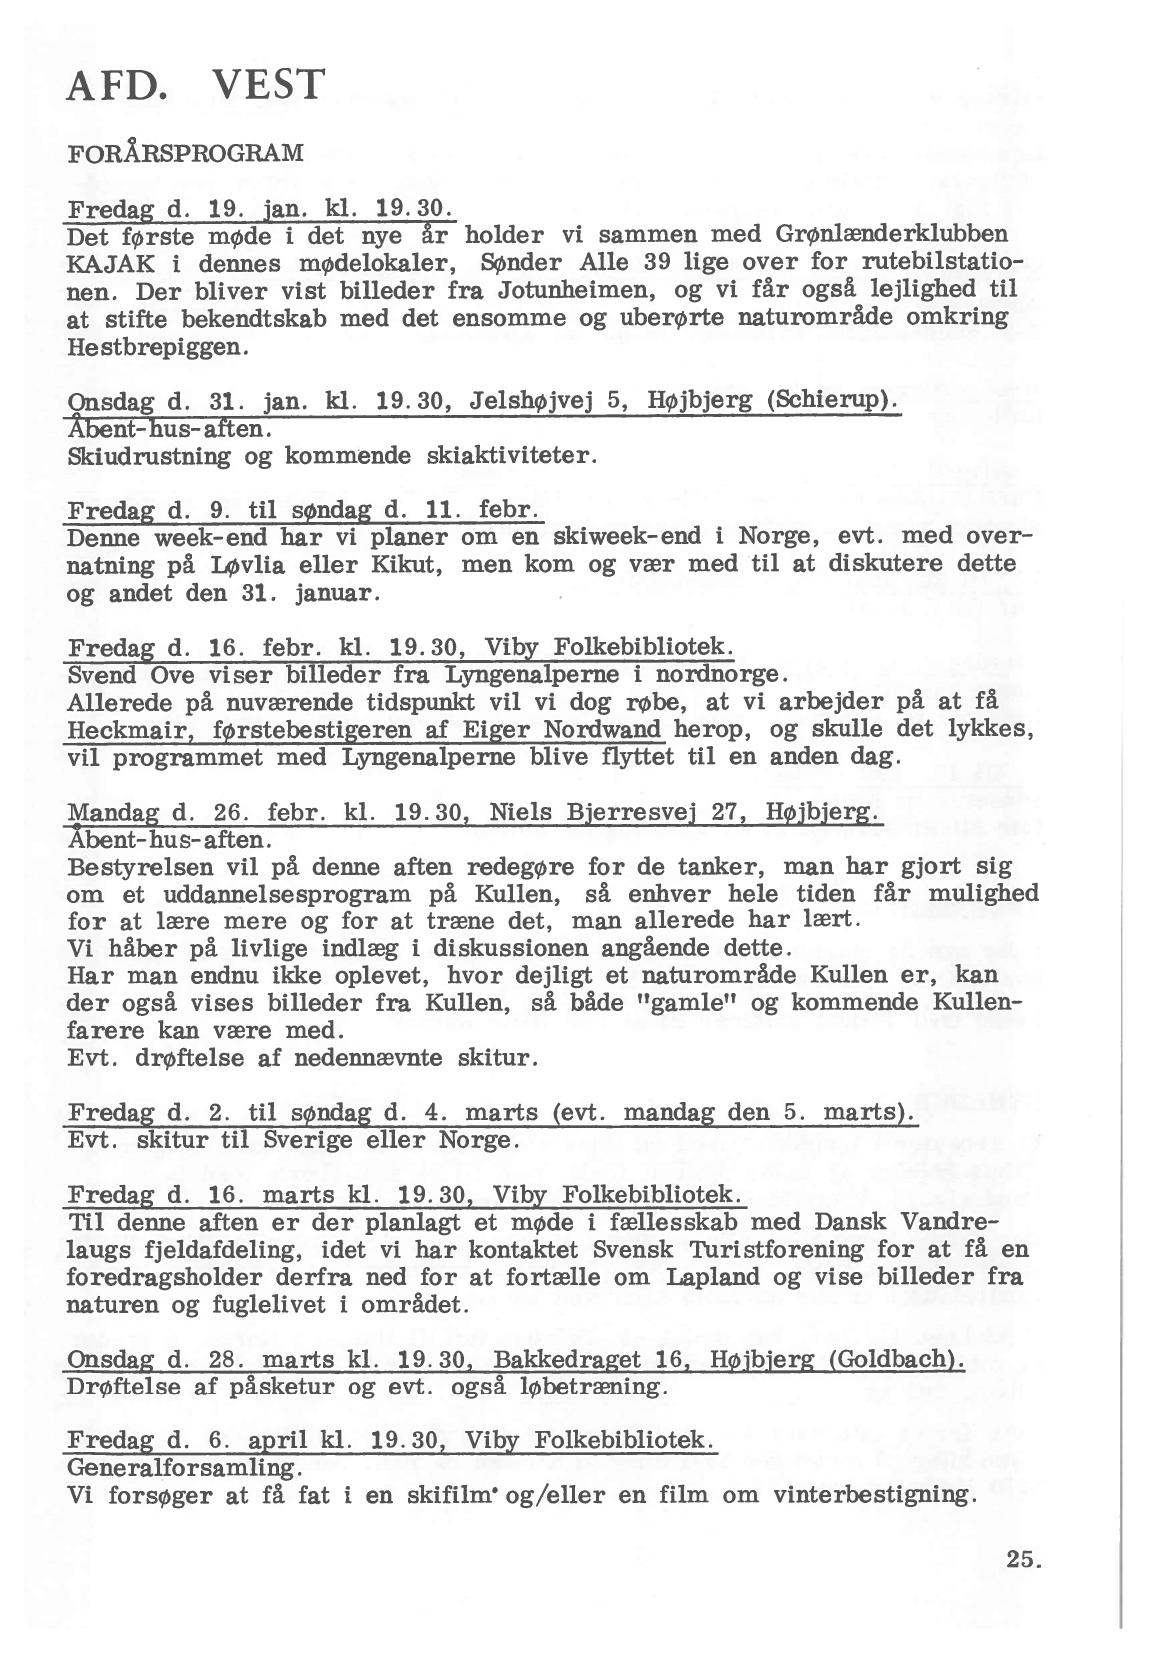 AFD. VEST
FORÅRSPROGRAM
Fredag d. 19. jan. kl. 19.30.
Det første møde i det nye år holder vi sammen med Grønlænderklubben
KAJAK i dennes mødelokaler, Sønder Alle 39 lige over for rutebilstatio-
nen. Der bliver vist billeder fra Jotunheimen, og vi får også lejlighed til
at stifte bekendtskab med det ensomme og uberørte naturområde omkring
Hestbrepiggen.
Onsdag d. 31. jan. kl. 19.30, Jelshøjvej 5, Højbjerg (Schierup).
Åbent-hus-aften.
Skiudrustning og kommende skiaktiviteter.
Fredag d. 9. til søndag d. 11. febr.
Denne week-end har vi planer om en skiweek-end i Norge, evt. med over-
natning på Løvlia eller Kikut, men kom og vær med til at diskutere dette
og andet den 31. januar.
Fredag d. 16. febr. kl. 19.30, Viby Folkebibliotek.
Svend Ove viser billeder fra Lyngenalperne i nordnorge.
Allerede på nuværende tidspunkt vil vi dog røbe, at vi arbejder på at få
Heckmair, førstebestigeren af Eiger Nordwand herop, og skulle det lykkes,
vil programmet med Lyngenalperne blive flyttet til en anden dag.
Mandag d. 26. febr. kl. 19.30, Niels Bjerresvej 27, Højbjerg.
Åbent-hus-aften.
Bestyrelsen vil på denne aften redegøre for de tanker, man har gjort sig
om et uddannelsesprogram på Kullen, så enhver hele tiden får mulighed
for at lære mere og for at træne det, man allerede har lært.
Vi håber på livlige indlæg i diskussionen angående dette.
Har man endnu ikke oplevet, hvor dejligt et naturområde Kullen er, kan
der også vises billeder fra Kullen, så både "gamle" og kommende Kullen-
farere kan være med.
Evt. drøftelse af nedennævnte skitur.
Fredag d. 2. til søndag d. 4. marts (evt. mandag den 5. marts).
Evt. skitur til Sverige eller Norge.
Fredag d. 16. marts kl. 19.30, Viby Folkebibliotek.
Til denne aften er der planlagt et møde i fællesskab med Dansk Vandre-
laugs fjeldafdeling, idet vi har kontaktet Svensk Turistforening for at få en
foredragsholder derfra ned for at fortælle om Lapland og vise billeder fra
naturen og fuglelivet i området.
Onsdag d. 28. marts kl. 19.30, Bakkedraget 16, Højbjerg (Goldbach).
Drøftelse af påsketur og evt. også løbetræning.
Fredag d. 6. april kl. 19.30, Viby Folkebibliotek.
Generalforsamling.
Vi forsøger at få fat i en skifilm og/eller en film om vinterbestigning.
25.